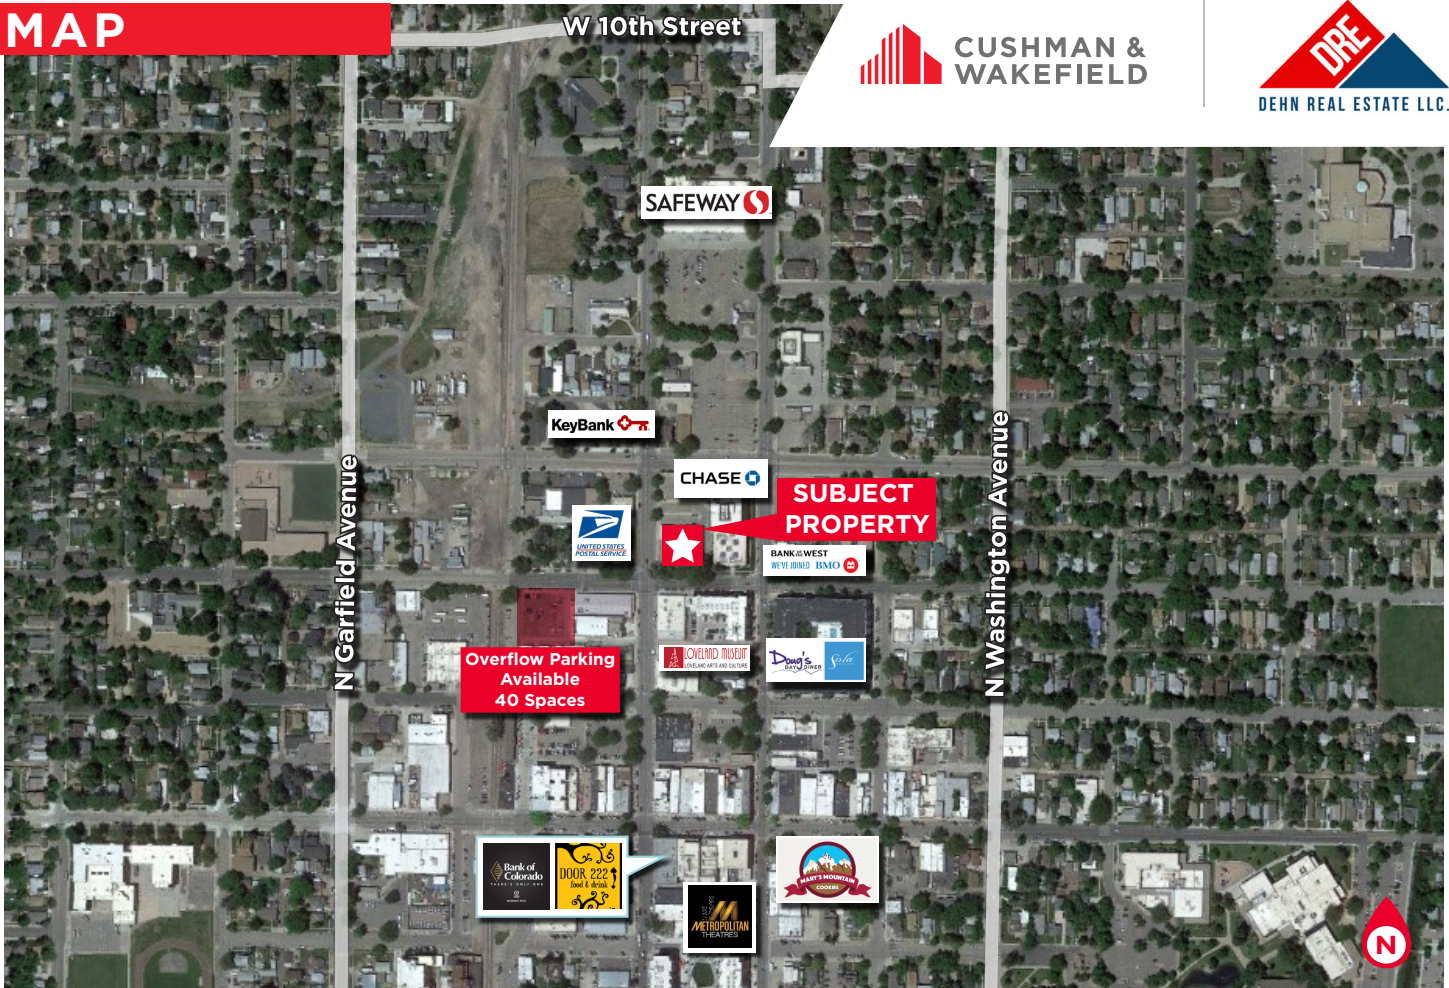 MAP
W 10th Street
CUSHMAN &
WAKEFIELD
DRE
DEHN REAL ESTATE LLC.
SAFEWAY
KeyBank
CHASE
SUBJECT
PROPERTY
UNITED STATES
POSTAL SERVICE
BANK OF THE WEST
WE'VE JOINED BMO
N Garfield Avenue
N Washington Avenue
Overflow Parking
Available
40 Spaces
LOVELAND MUSEUM
LOVELAND ARTS AND CULTURE
Doug's
DAY DINER
Sola
Bank of
Colorado
THERE'S ONLY ONE
DOOR 222
food & drink
METROPOLITAN
THEATRES
MARY'S MOUNTAIN
COOKIES
N